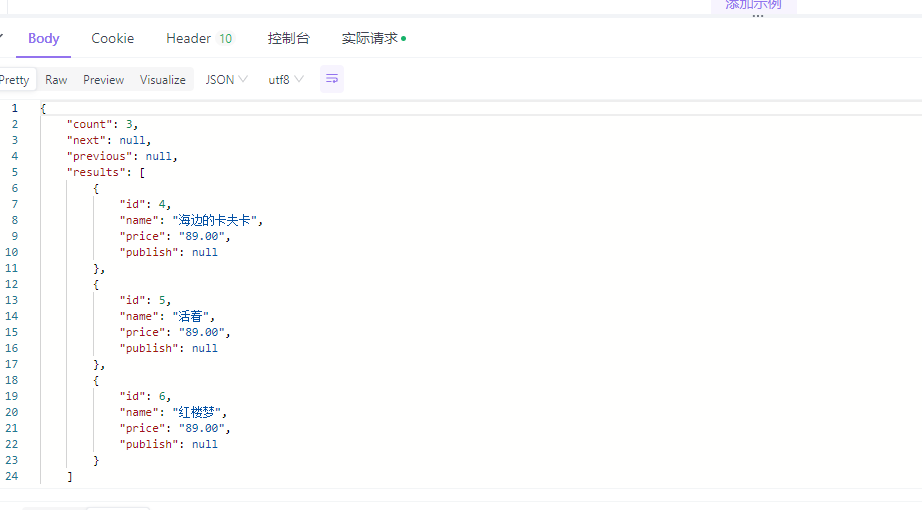 添加示例
Body Cookie Header 10 控制台 实际请求
Pretty Raw Preview Visualize JSON utf8
1 {
2 "count": 3,
3 "next": null,
4 "previous": null,
5 "results": [
6 {
7 "id": 4,
8 "name": "海边的卡夫卡",
9 "price": "89.00",
10 "publish": null
11 },
12 {
13 "id": 5,
14 "name": "活着",
15 "price": "89.00",
16 "publish": null
17 },
18 {
19 "id": 6,
20 "name": "红楼梦",
21 "price": "89.00",
22 "publish": null
23 }
24 ]